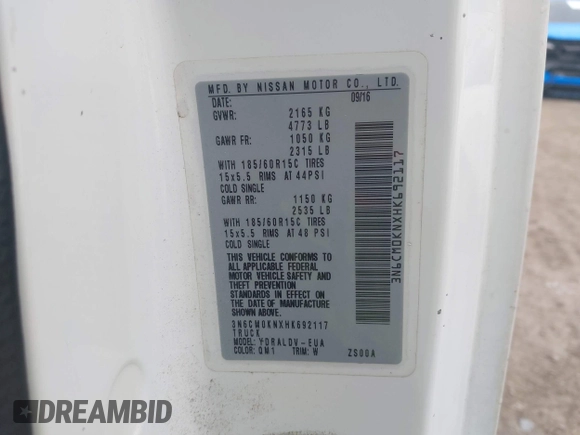 MFD. BY NISSAN MOTOR CO., LTD.
DATE: 09/16
GVWR: 2165 KG
4773 LB
GAWR FR: 1050 KG
2315 LB
WITH 185/60R15C TIRES
15x5.5 RIMS AT 44PSI
COLD SINGLE
GAWR RR: 1150 KG
2535 LB
WITH 185/60R15C TIRES
15x5.5 RIMS AT 48 PSI
COLD SINGLE
THIS VEHICLE CONFORMS TO
ALL APPLICABLE FEDERAL
MOTOR VEHICLE SAFETY AND
THEFT PREVENTION
STANDARDS IN EFFECT ON
THE DATE OF MANUFACTURE
SHOWN ABOVE.
3N6CM0KNXHK692117
TRUCK
MODEL: YDRALDV-EUA
COLOR: QM1 TRIM: W ZS00A
3N6CM0KNXHK692117
DREAMBID